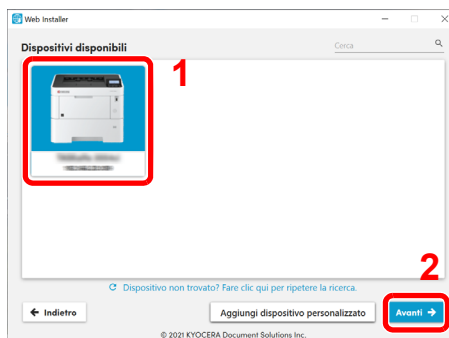 Web Installer
Dispositivi disponibili
Cerca
1
2
Dispositivo non trovato? Fare clic qui per ripetere la ricerca.
Indietro
Aggiungi dispositivo personalizzato
Avanti
© 2021 KYOCERA Document Solutions Inc.